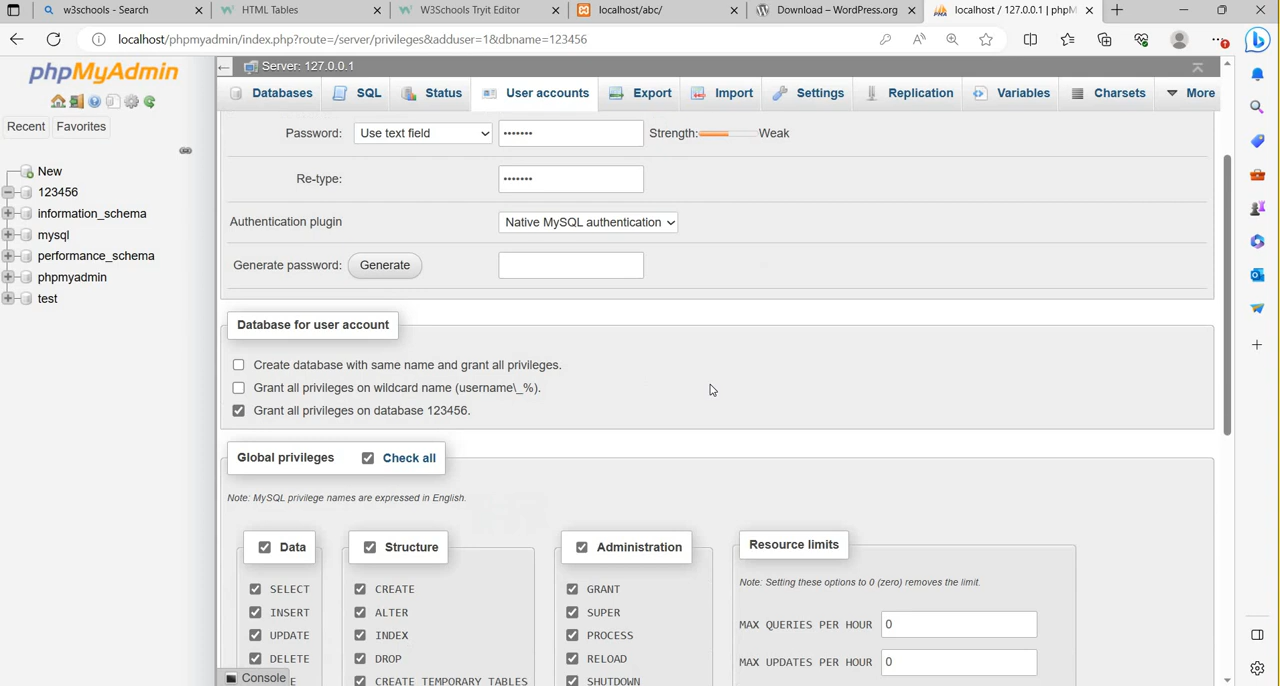 w3schools - Search
HTML Tables
W3Schools Tryit Editor
localhost/abc/
Download – WordPress.org
localhost / 127.0.0.1 | phpM
localhost/phpmyadmin/index.php?route=/server/privileges&adduser=1&dbname=123456
phpMyAdmin
Server: 127.0.0.1
Databases
SQL
Status
User accounts
Export
Import
Settings
Replication
Variables
Charsets
More
Recent
Favorites
New
123456
information_schema
mysql
performance_schema
phpmyadmin
test
Password:
Use text field
Strength:
Weak
Re-type:
Authentication plugin
Native MySQL authentication
Generate password:
Generate
Database for user account
Create database with same name and grant all privileges.
Grant all privileges on wildcard name (username\_%).
Grant all privileges on database 123456.
Global privileges
Check all
Note: MySQL privilege names are expressed in English.
Data
SELECT
INSERT
UPDATE
DELETE
Structure
CREATE
ALTER
INDEX
DROP
CREATE TEMPORARY TABLES
Administration
GRANT
SUPER
PROCESS
RELOAD
SHUTDOWN
Resource limits
Note: Setting these options to 0 (zero) removes the limit.
MAX QUERIES PER HOUR
0
MAX UPDATES PER HOUR
0
Console